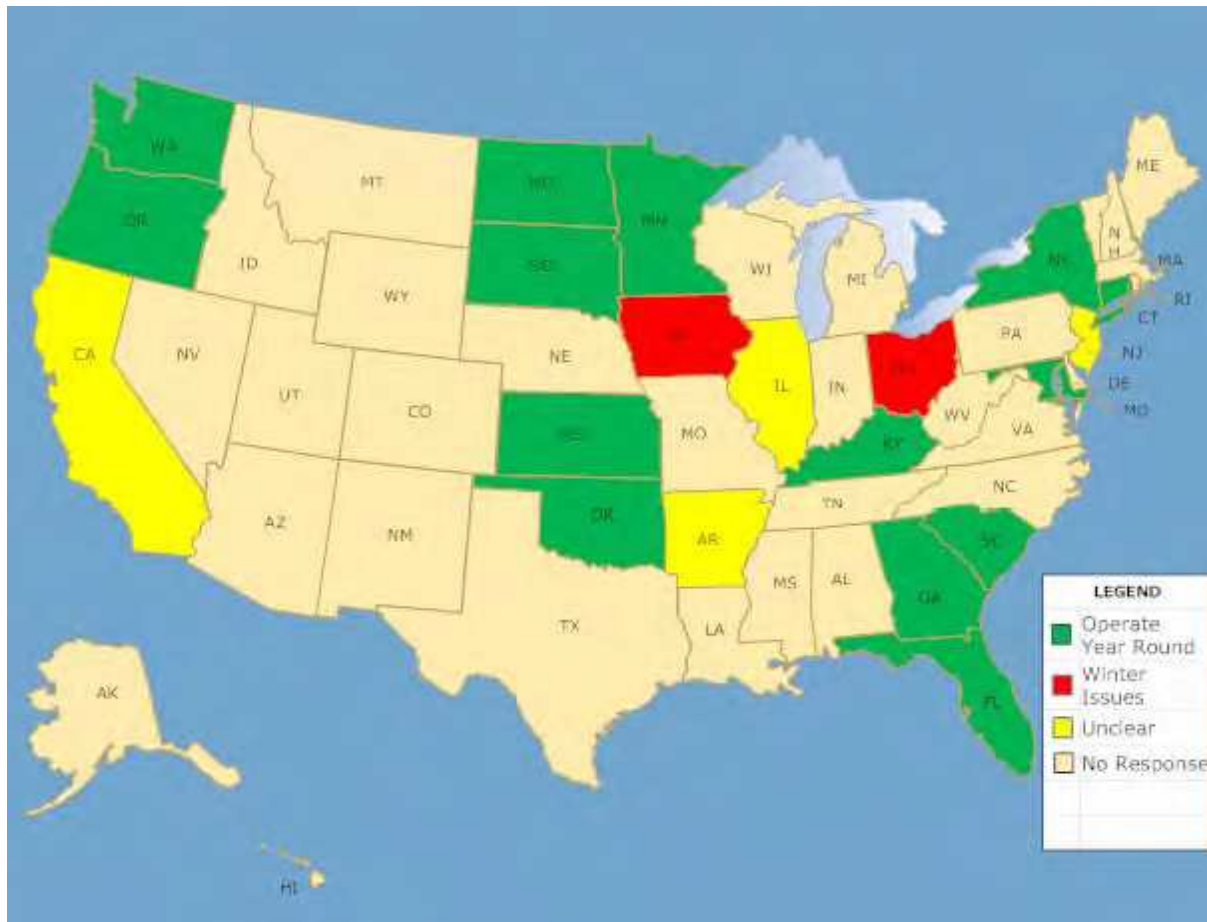 WA
MT
ME
OR
MN
ID
WI
N
H
WY
MI
NY
MA
RI
CT
CA
NV
NE
PA
NJ
UT
IL
IN
DE
CO
WV
MO
VA
KY
NC
TN
AZ
NM
OK
AR
SC
MS
AL
GA
TX
LA
FL
AK
HI
LEGEND
Operate
Year Round
Winter
Issues
Unclear
No Response